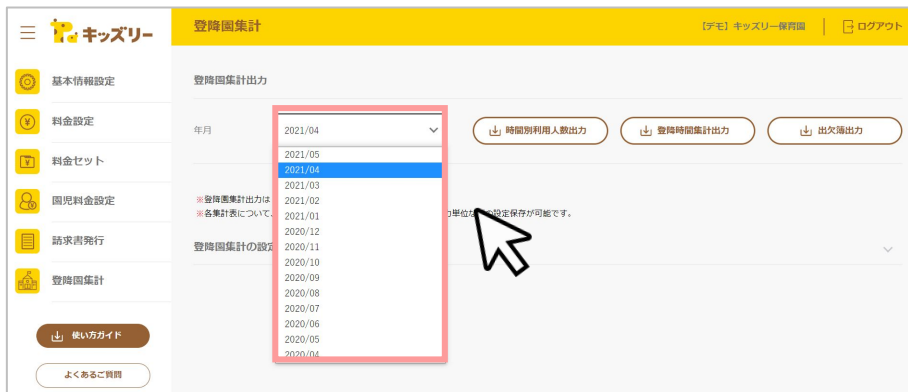 キッズリー
登降園集計
【デモ】キッズリー保育園
ログアウト
基本情報設定
料金設定
料金セット
園児料金設定
請求書発行
登降園集計
使い方ガイド
よくあるご質問
登降園集計出力
年月
2021/04
時間別利用人数出力
登降時間集計出力
出欠簿出力
2021/05
2021/04
2021/03
2021/02
2021/01
2020/12
2020/11
2020/10
2020/09
2020/08
2020/07
2020/06
2020/05
2020/04
※登降園集計出力は
※各集計表について、
の設定保存が可能です。
登降園集計の設定